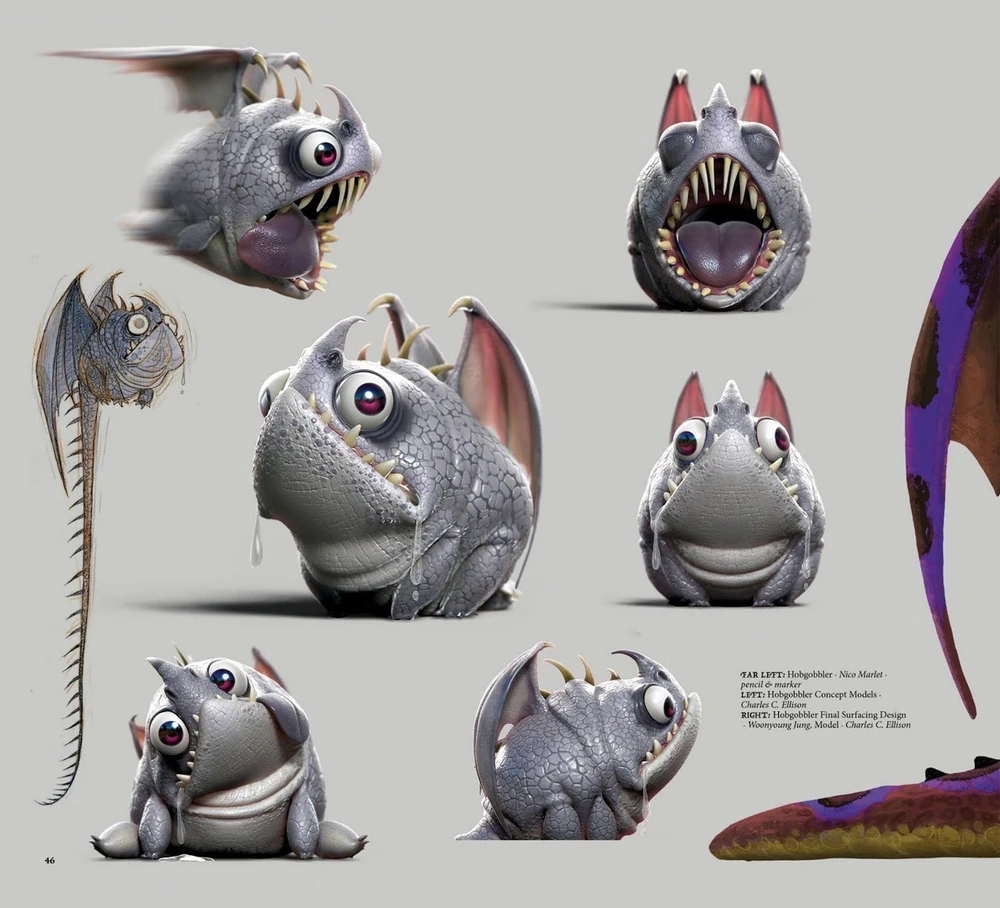 FAR LEFT: Hobgobbler · Nico Marlet ·
pencil & marker
LEFT: Hobgobbler Concept Models ·
Charles C. Ellison
RIGHT: Hobgobbler Final Surfacing Design
· Woonyoung Jung, Model · Charles C. Ellison
46